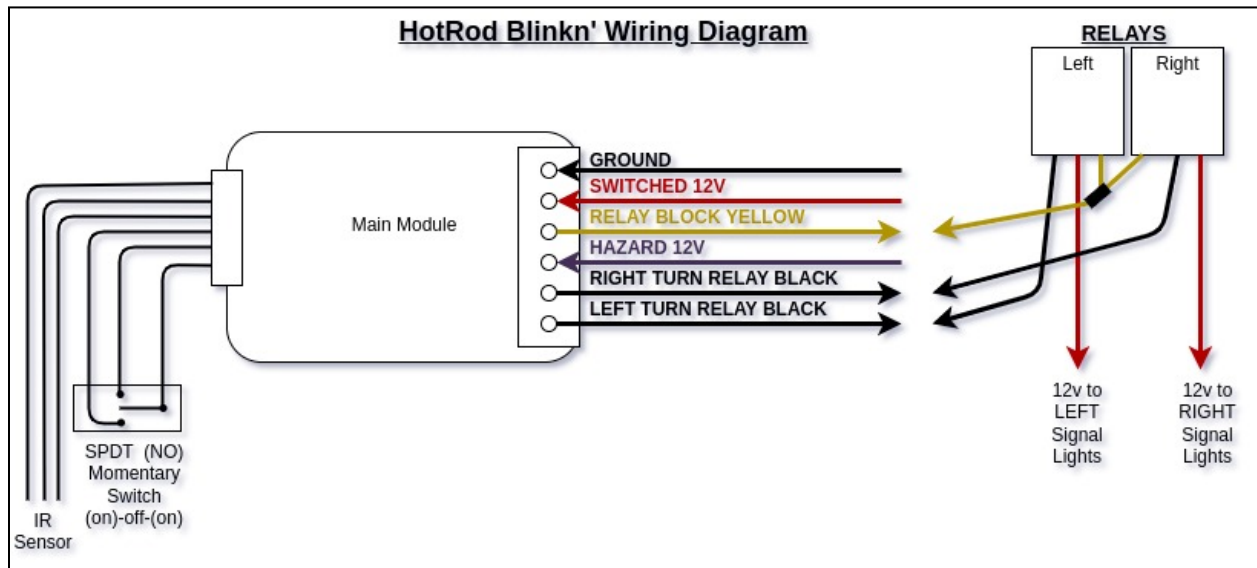 HotRod Blinkn' Wiring Diagram
RELAYS
Left
Right
GROUND
SWITCHED 12V
RELAY BLOCK YELLOW
HAZARD 12V
RIGHT TURN RELAY BLACK
LEFT TURN RELAY BLACK
Main Module
SPDT (NO)
Momentary
Switch
(on)-off-(on)
IR
Sensor
12v to
LEFT
Signal
Lights
12v to
RIGHT
Signal
Lights